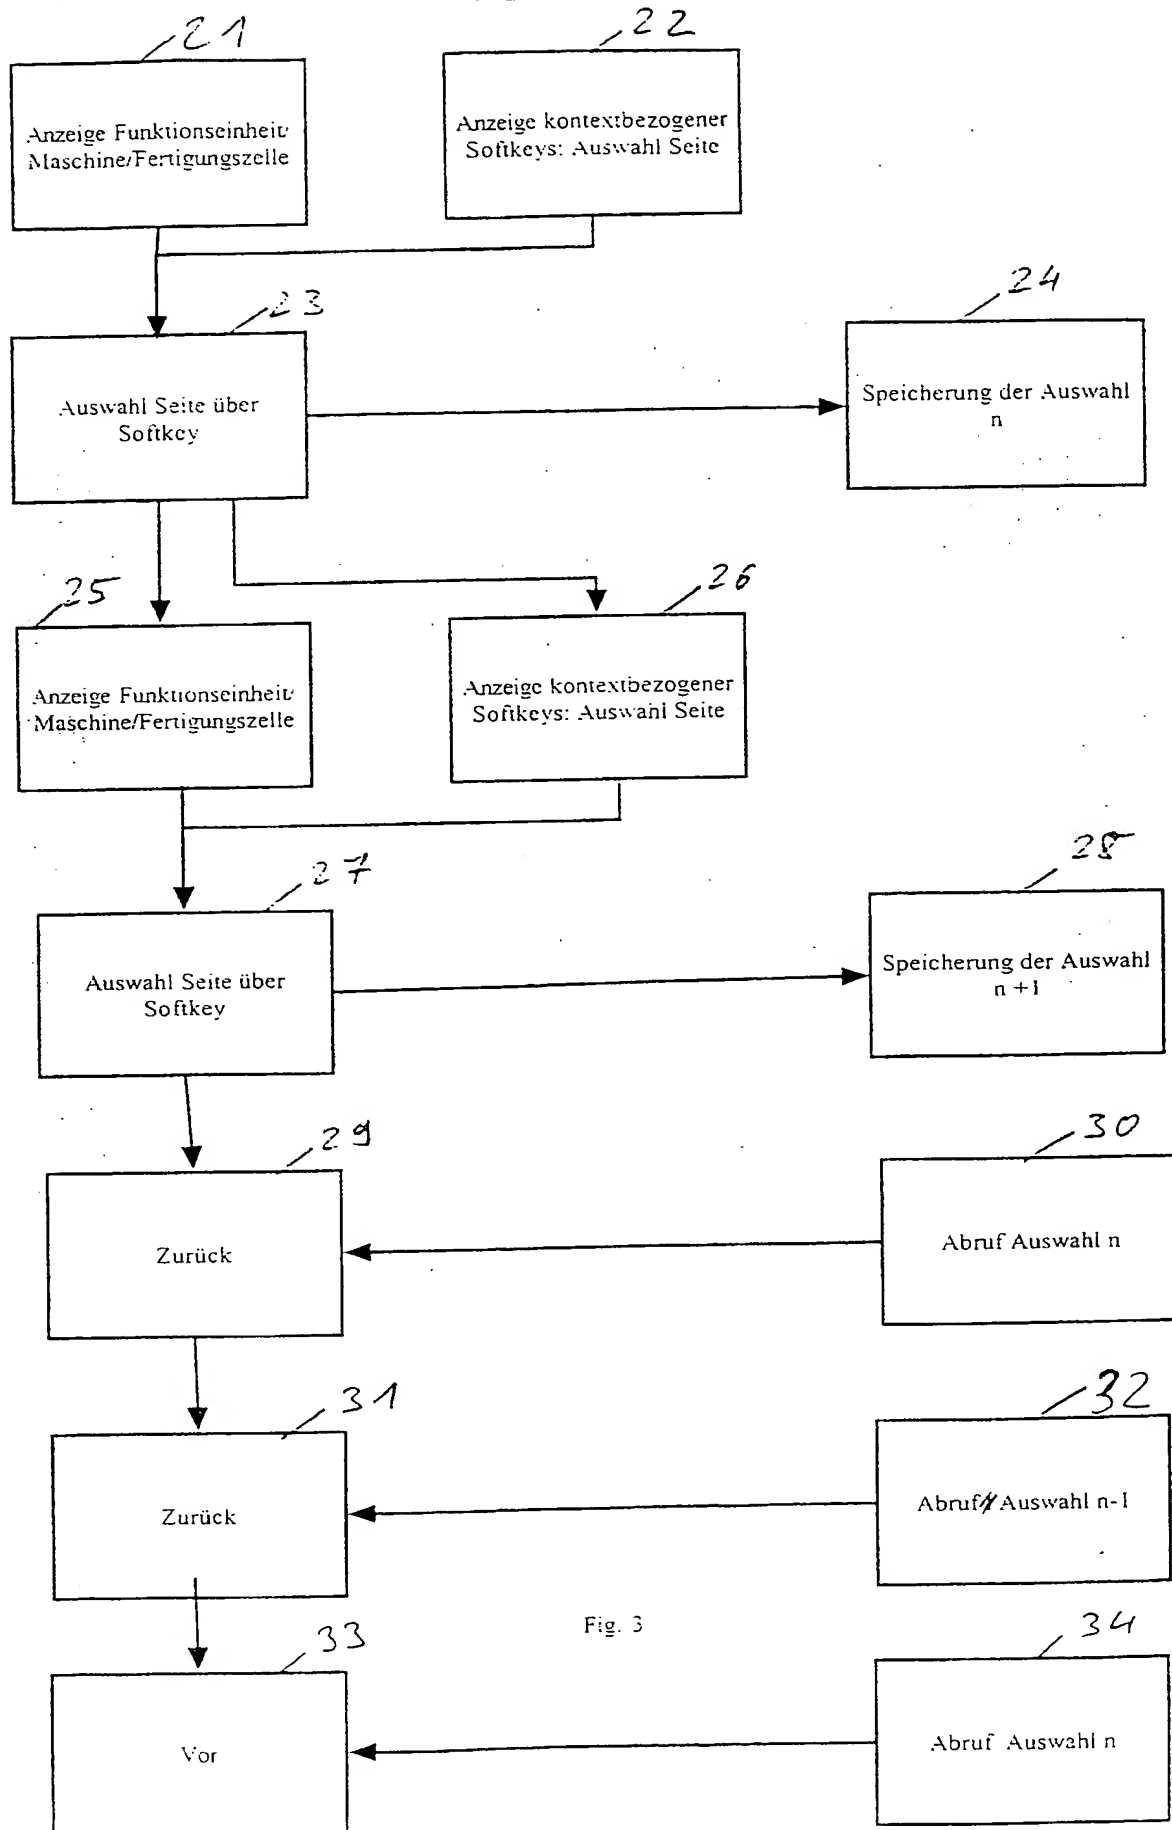 21
22
Anzeige Funktionseinheit/
Maschine/Fertigungszelle
Anzeige kontextbezogener
Softkeys: Auswahl Seite
23
24
Auswahl Seite über
Softkey
Speicherung der Auswahl
n
25
26
Anzeige Funktionseinheit/
Maschine/Fertigungszelle
Anzeige kontextbezogener
Softkeys: Auswahl Seite
27
28
Auswahl Seite über
Softkey
Speicherung der Auswahl
n +1
29
30
Zurück
Abruf Auswahl n
31
32
Zurück
Abruf Auswahl n-1
Fig. 3
33
34
Vor
Abruf Auswahl n